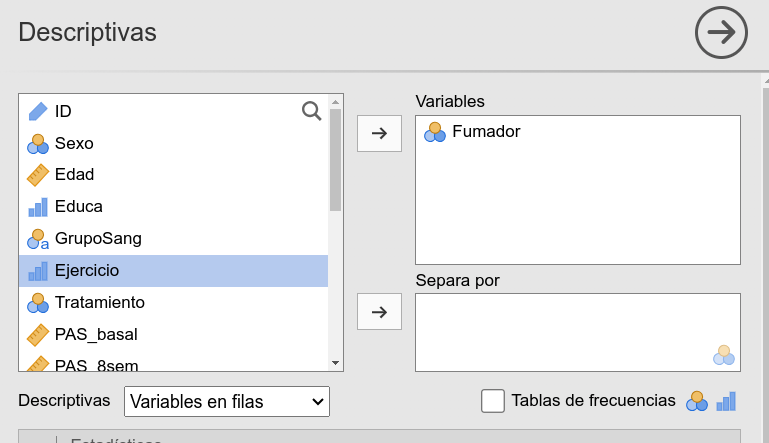 Descriptivas
ID
Sexo
Edad
Educa
GrupoSang
Ejercicio
Tratamiento
PAS_basal
PAS_8sem
Variables
Fumador
Separa por
Descriptivas
Variables en filas
Tablas de frecuencias
Estadísticas